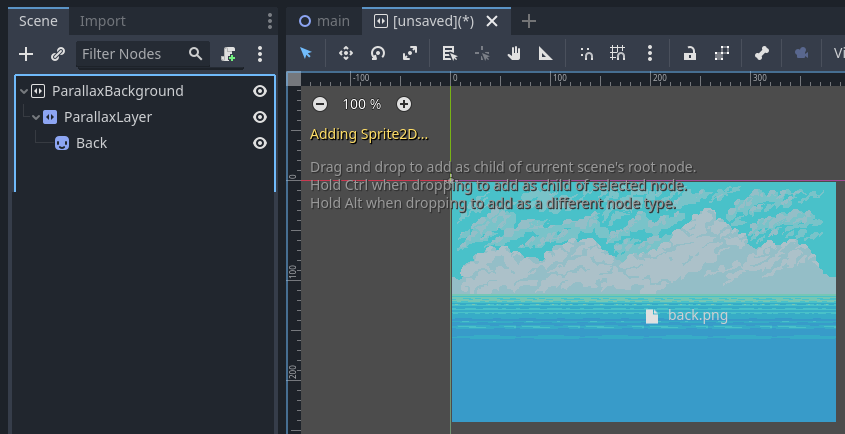 Scene Import
main [unsaved](*)
Filter Nodes
Vi
ParallaxBackground
ParallaxLayer
Back
-100 0 100 200 300
100 %
Adding Sprite2D...
Drag and drop to add as child of current scene's root node.
Hold Ctrl when dropping to add as child of selected node.
Hold Alt when dropping to add as a different node type.
0
100
200
back.png